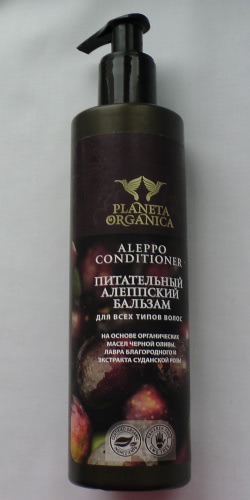 PLANETA
ORGANICA
ALEPPO
CONDITIONER
ПИТАТЕЛЬНЫЙ
АЛЕППСКИЙ
БАЛЬЗАМ
ДЛЯ ВСЕХ ТИПОВ ВОЛОС
НА ОСНОВЕ ОРГАНИЧЕСКИХ
МАСЕЛ ЧЕРНОЙ ОЛИВЫ,
ЛАВРА БЛАГОРОДНОГО И
ЭКСТРАКТА СУДАНСКОЙ РОЗЫ